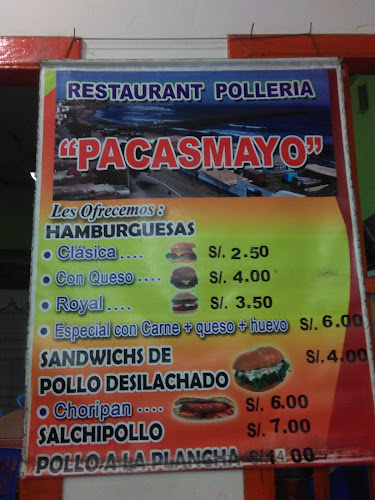 RESTAURANT POLLERIA
"PACASMAYO"
Les Ofrecemos :
HAMBURGUESAS
• Clásica .... S/. 2.50
• Con Queso .... S/. 4.00
• Royal .... S/. 3.50
• Especial con Carne + queso + huevo S/. 6.00
SANDWICHS DE S/. 4.00
POLLO DESILACHADO
• Choripan .... S/. 6.00
SALCHIPOLLO S/. 7.00
POLLO A LA PLANCHA S/ 14.00